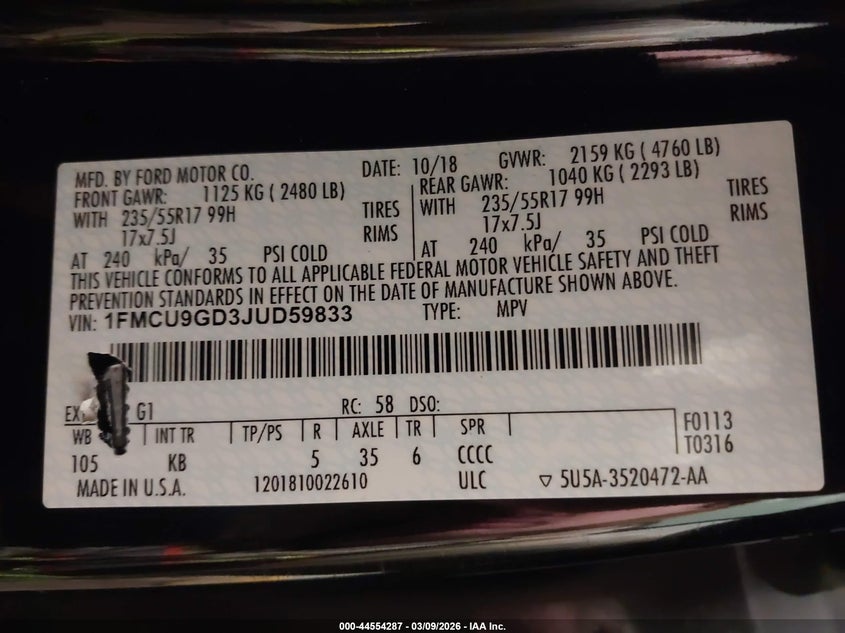 MFD. BY FORD MOTOR CO. DATE: 10/18 GVWR: 2159 KG ( 4760 LB)
FRONT GAWR: 1125 KG ( 2480 LB) REAR GAWR: 1040 KG ( 2293 LB)
WITH 235/55R17 99H TIRES WITH 235/55R17 99H TIRES
17x7.5J RIMS 17x7.5J RIMS
AT 240 kPa/ 35 PSI COLD AT 240 kPa/ 35 PSI COLD
THIS VEHICLE CONFORMS TO ALL APPLICABLE FEDERAL MOTOR VEHICLE SAFETY AND THEFT
PREVENTION STANDARDS IN EFFECT ON THE DATE OF MANUFACTURE SHOWN ABOVE.
VIN: 1FMCU9GD3JUD59833 TYPE: MPV
G1 RC: 58 DSO:
WB INT TR TP/PS R AXLE TR SPR F0113
105 KB 5 35 6 CCCC T0316
MADE IN U.S.A. 1201810022610 ULC ▽ 5U5A-3520472-AA
000-44554287 - 03/09/2026 - IAA Inc.